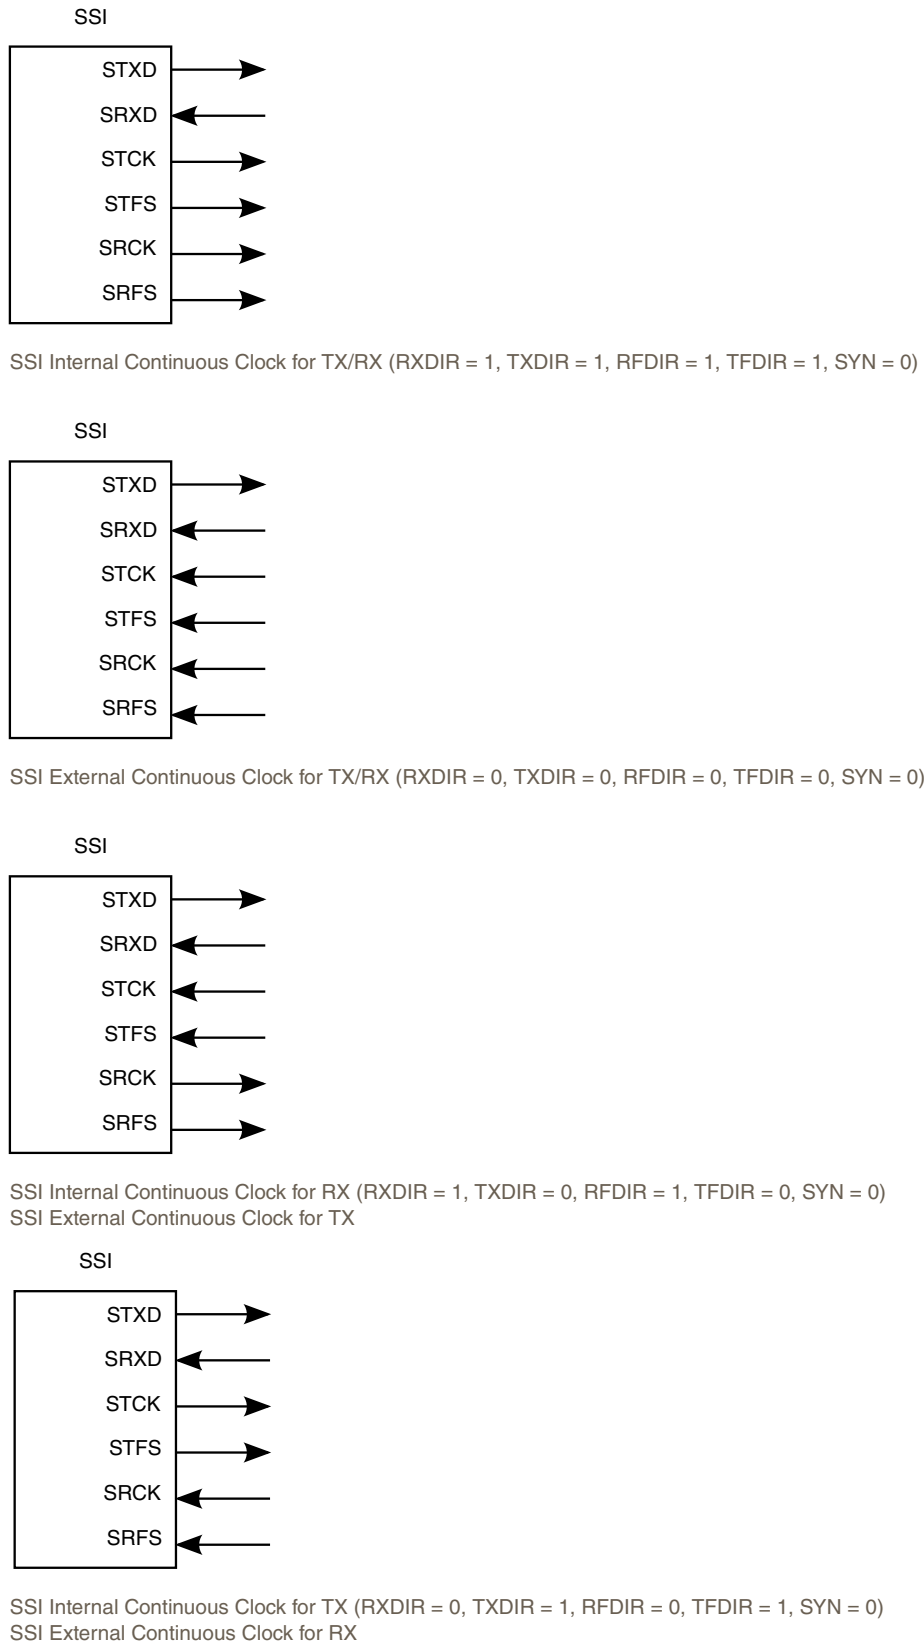 SSI
STXD
SRXD
STCK
STFS
SRCK
SRFS
SSI Internal Continuous Clock for TX/RX (RXDIR = 1, TXDIR = 1, RFDIR = 1, TFDIR = 1, SYN = 0)
SSI
STXD
SRXD
STCK
STFS
SRCK
SRFS
SSI External Continuous Clock for TX/RX (RXDIR = 0, TXDIR = 0, RFDIR = 0, TFDIR = 0, SYN = 0)
SSI
STXD
SRXD
STCK
STFS
SRCK
SRFS
SSI Internal Continuous Clock for RX (RXDIR = 1, TXDIR = 0, RFDIR = 1, TFDIR = 0, SYN = 0)
SSI External Continuous Clock for TX
SSI
STXD
SRXD
STCK
STFS
SRCK
SRFS
SSI Internal Continuous Clock for TX (RXDIR = 0, TXDIR = 1, RFDIR = 0, TFDIR = 1, SYN = 0)
SSI External Continuous Clock for RX